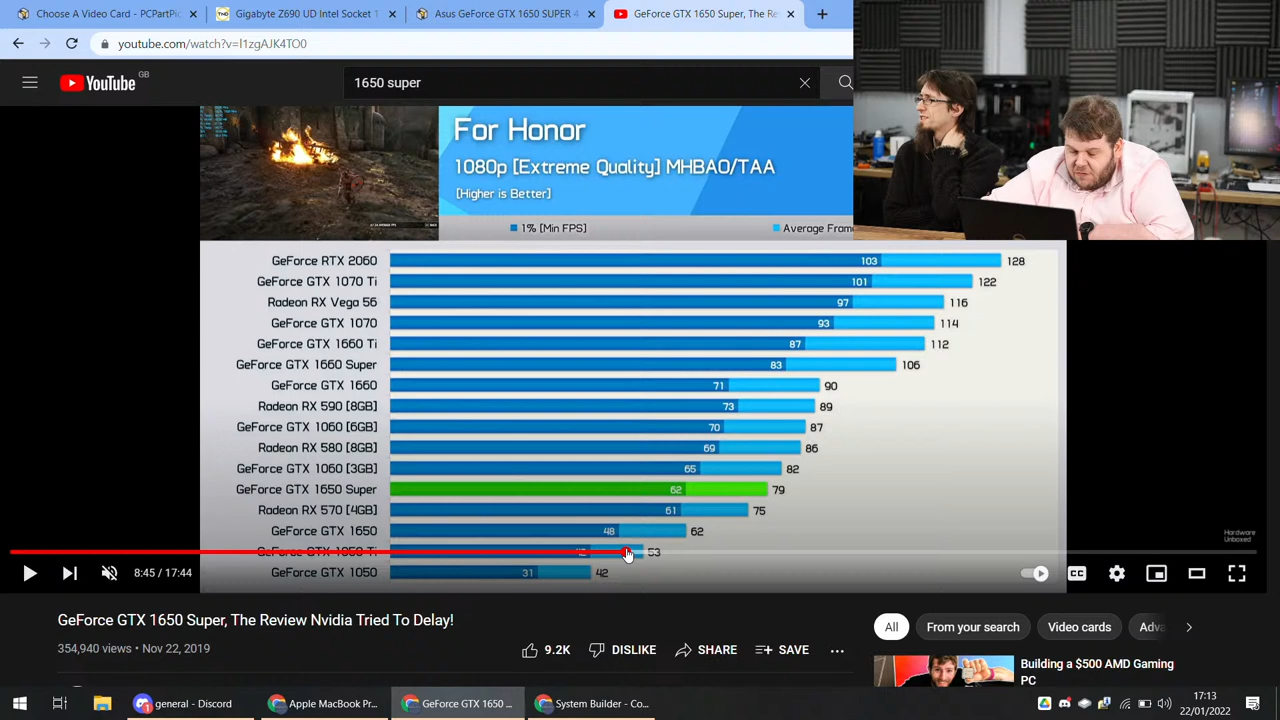 Choose A Video Card - PCPartPic
Gigabyte Z690 UD Intel Socket 1
Asus GeForce GTX 1650 SUPER 4
GeForce GTX 1650 Super, The Re
youtube.com/watch?v=l1zgAJK4TO0
YouTube GB
1650 super
For Honor
1080p [Extreme Quality] MHBAO/TAA
[Higher is Better]
1% [Min FPS]
Average Fram
GeForce RTX 2060 103 128
GeForce GTX 1070 Ti 101 122
Radeon RX Vega 56 97 116
GeForce GTX 1070 93 114
GeForce GTX 1660 Ti 87 112
GeForce GTX 1660 Super 83 106
GeForce GTX 1660 71 90
Radeon RX 590 [8GB] 73 89
GeForce GTX 1060 [6GB] 70 87
Radeon RX 580 [8GB] 69 86
GeForce GTX 1060 [3GB] 65 82
GeForce GTX 1650 Super 62 79
Radeon RX 570 [4GB] 61 75
GeForce GTX 1650 48 62
GeForce GTX 1050 Ti 53
GeForce GTX 1050 31 42
Hardware
Unboxed
8:45 / 17:44
CC
GeForce GTX 1650 Super, The Review Nvidia Tried To Delay!
354,940 views • Nov 22, 2019
9.2K
DISLIKE
SHARE
SAVE
All
From your search
Video cards
Adva
Building a $500 AMD Gaming
PC
general - Discord
Apple MacBook P
GeForce GTX 1650 ...
System Builder - Co...
17:13
22/01/2022